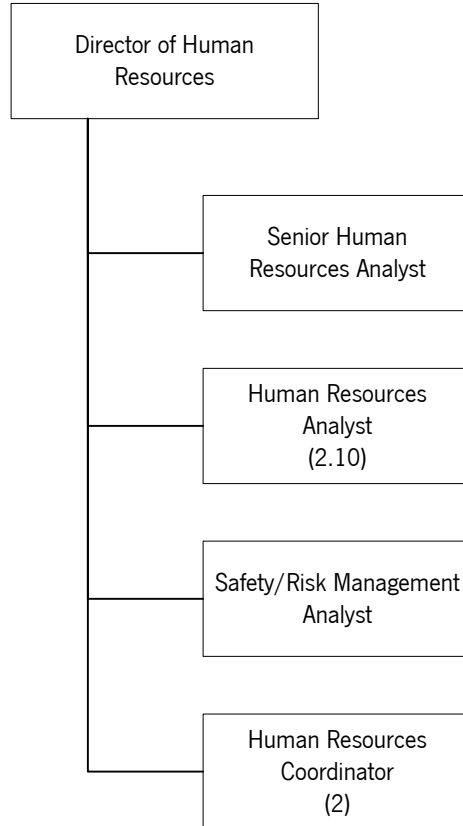 Director of Human
Resources
Senior Human
Resources Analyst
Human Resources
Analyst
(2.10)
Safety/Risk Management
Analyst
Human Resources
Coordinator
(2)